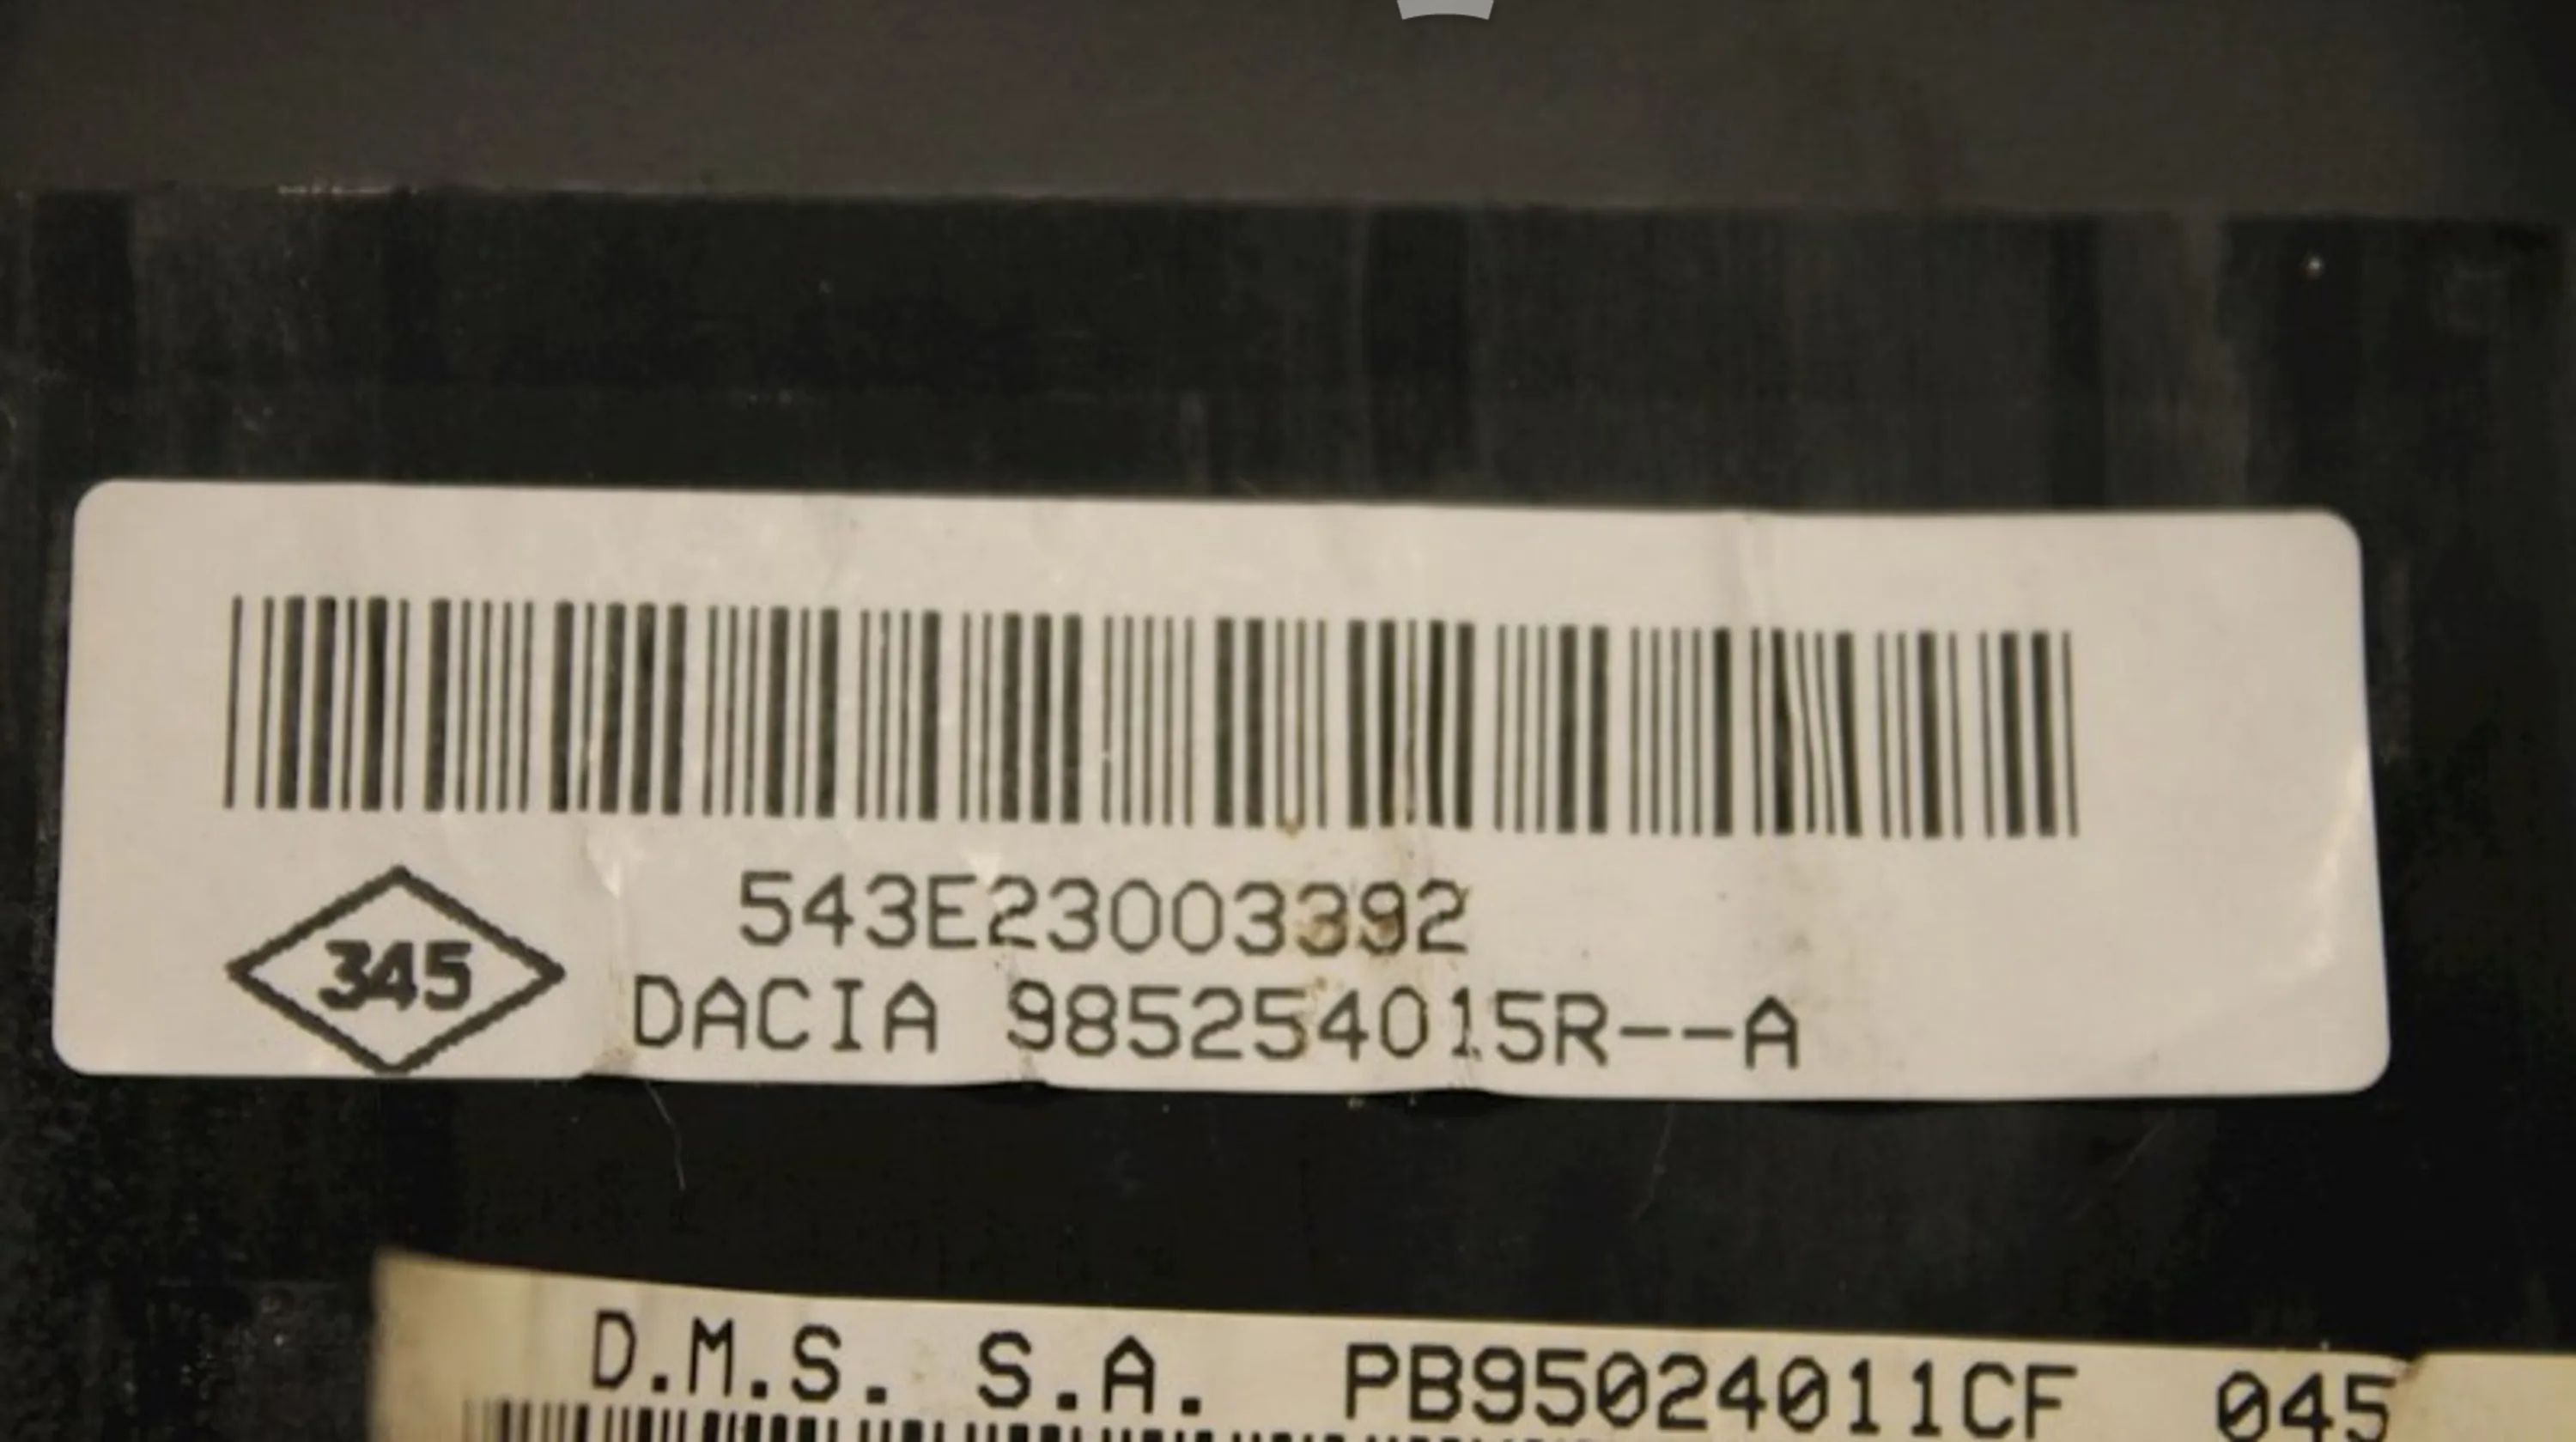 543E23003392
345
DACIA 985254015R--A
D.M.S. S.A. PB95024011CF 045